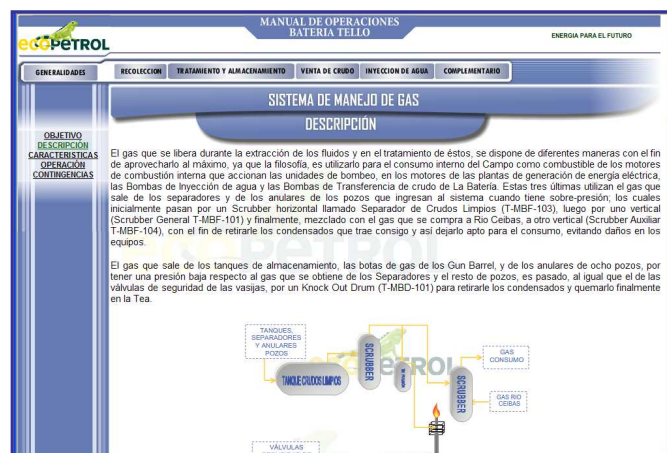 MANUAL DE OPERACIONES
BATERIA TELLO
ecoPETROL
ENERGIA PARA EL FUTURO
GENERALIDADES
RECOLECCION
TRATAMIENTO Y ALMACENAMIENTO
VENTA DE CRUDO
INYECCION DE AGUA
COMPLEMENTARIO
SISTEMA DE MANEJO DE GAS
DESCRIPCIÓN
OBJETIVO
DESCRIPCIÓN
CARACTERISTICAS
OPERACIÓN
CONTINGENCIAS
El gas que se libera durante la extracción de los fluidos y en el tratamiento de éstos, se dispone de diferentes maneras con el fin
de aprovecharlo al máximo, ya que la filosofía, es utilizarlo para el consumo interno del Campo como combustible de los motores
de combustión interna que accionan las unidades de bombeo, en los motores de las plantas de generación de energía eléctrica,
las Bombas de Inyección de agua y las Bombas de Transferencia de crudo de La Batería. Estas tres últimas utilizan el gas que
sale de los separadores y de los anulares de los pozos que ingresan al sistema cuando tiene sobre-presión; los cuales
inicialmente pasan por un Scrubber horizontal llamado Separador de Crudos Limpios (T-MBF-103), luego por uno vertical
(Scrubber General T-MBF-101) y finalmente, mezclado con el gas que se compra a Rio Ceibas, a otro vertical (Scrubber Auxiliar
T-MBF-104), con el fin de retirarle los condensados que trae consigo y así dejarlo apto para el consumo, evitando daños en los
equipos.
El gas que sale de los tanques de almacenamiento, las botas de gas de los Gun Barrel, y de los anulares de ocho pozos, por
tener una presión baja respecto al gas que se obtiene de los Separadores y el resto de pozos, es pasado, al igual que el de las
válvulas de seguridad de las vasijas, por un Knock Out Drum (T-MBD-101) para retirarle los condensados y quemarlo finalmente
en la Tea.
TANQUES,
SEPARADORES
Y ANULARES
POZOS
TANQUE CRUDOS LIMPIOS
SCRUBBER
SCRUBBER
GAS
CONSUMO
GAS RIO
CEIBAS
VÁLVULAS